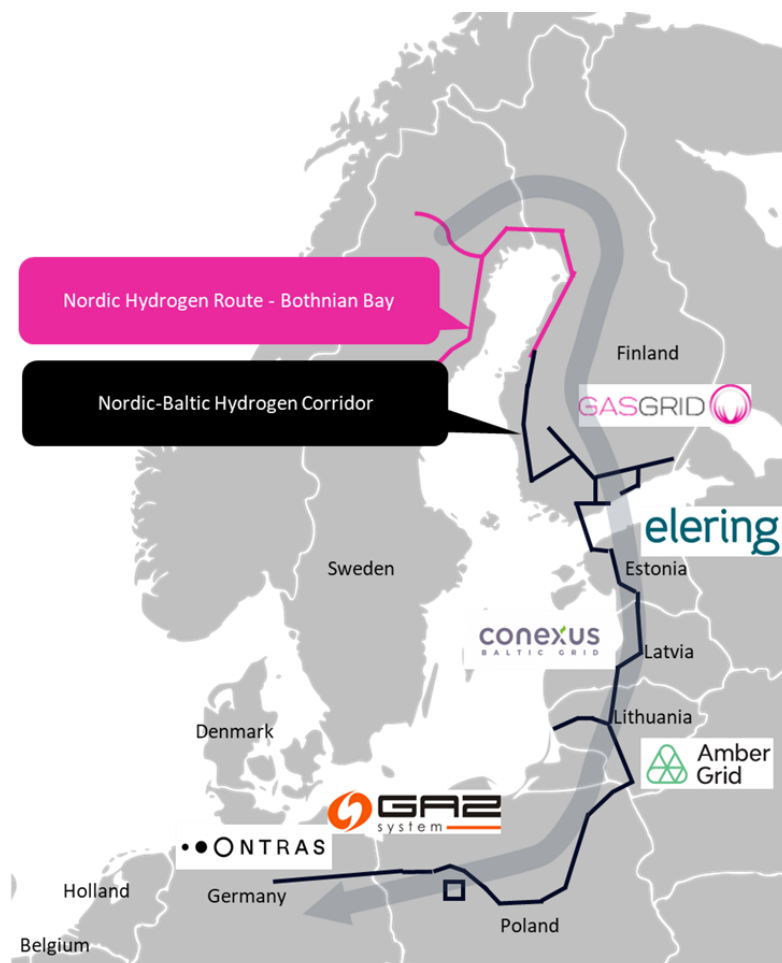 Nordic Hydrogen Route - Bothnian Bay
Finland
Nordic-Baltic Hydrogen Corridor
GASGRID
elering
Sweden
Estonia
conexus
BALTIC GRID
Latvia
Lithuania
Denmark
Amber
Grid
GAZ
system
ONTRAS
Holland
Germany
Poland
Belgium